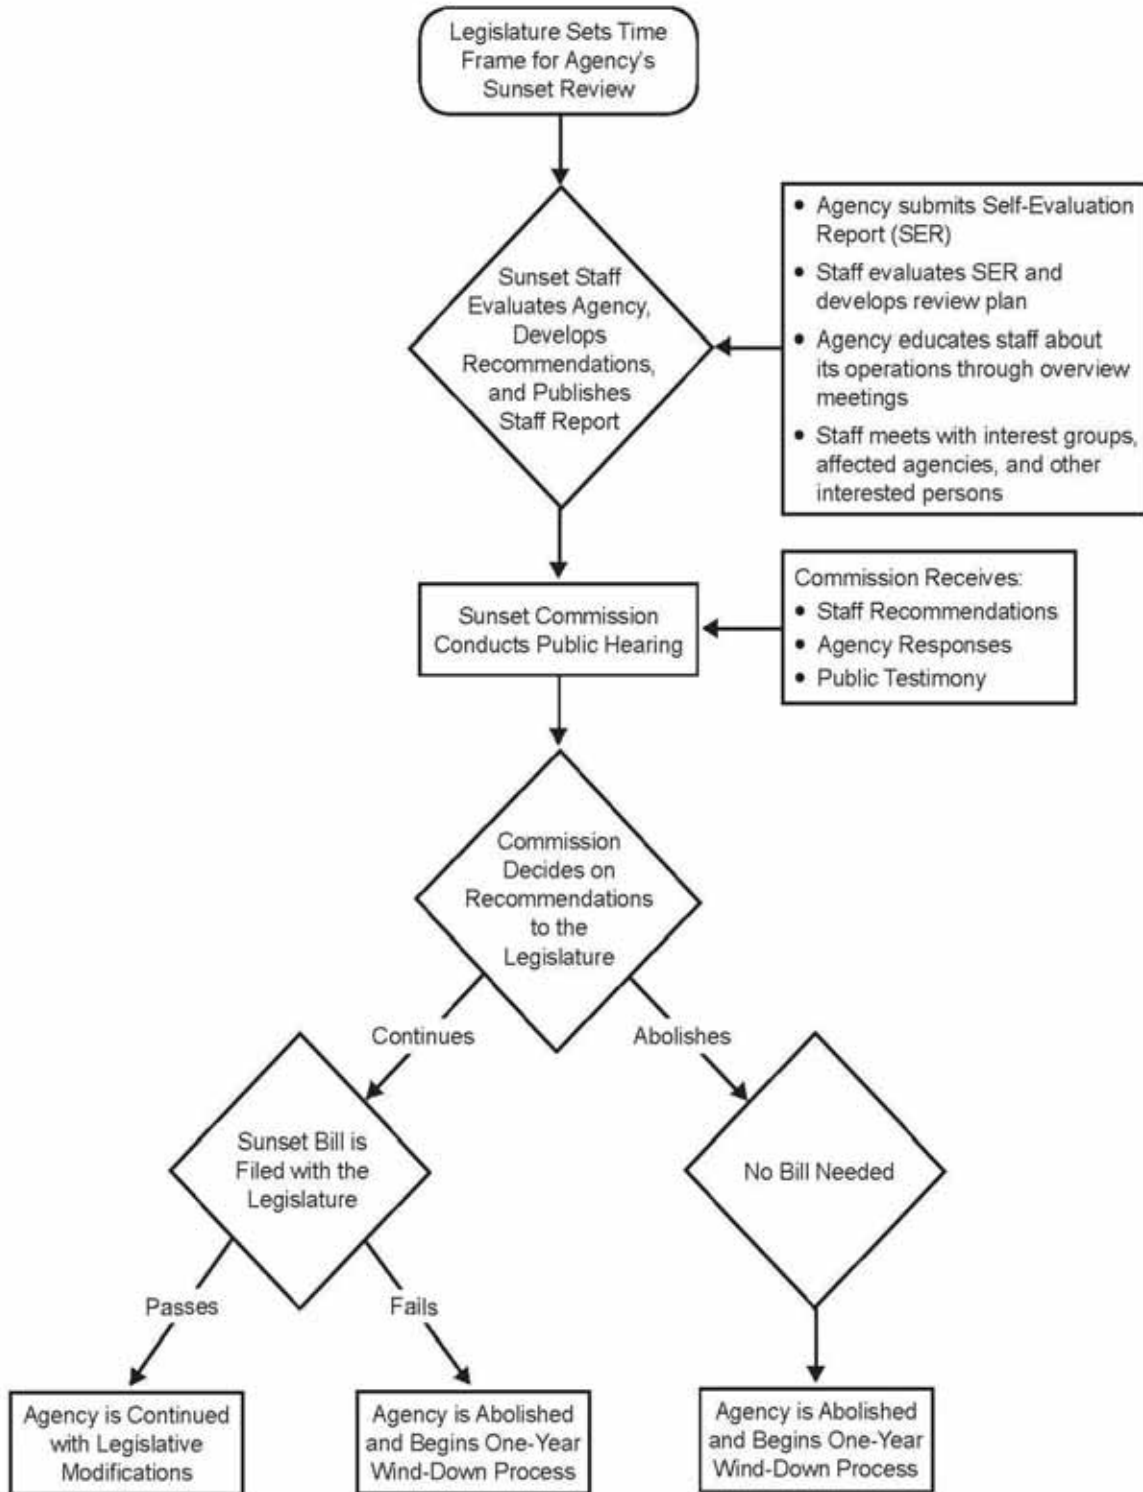 Legislature Sets Time
Frame for Agency's
Sunset Review
Sunset Staff
Evaluates Agency,
Develops
Recommendations,
and Publishes
Staff Report
• Agency submits Self-Evaluation
Report (SER)
• Staff evaluates SER and
develops review plan
• Agency educates staff about
its operations through overview
meetings
• Staff meets with interest groups,
affected agencies, and other
interested persons
Sunset Commission
Conducts Public Hearing
Commission Receives:
• Staff Recommendations
• Agency Responses
• Public Testimony
Commission
Decides on
Recommendations
to the
Legislature
Continues
Abolishes
Sunset Bill is
Filed with the
Legislature
No Bill Needed
Passes
Fails
Agency is Continued
with Legislative
Modifications
Agency is Abolished
and Begins One-Year
Wind-Down Process
Agency is Abolished
and Begins One-Year
Wind-Down Process